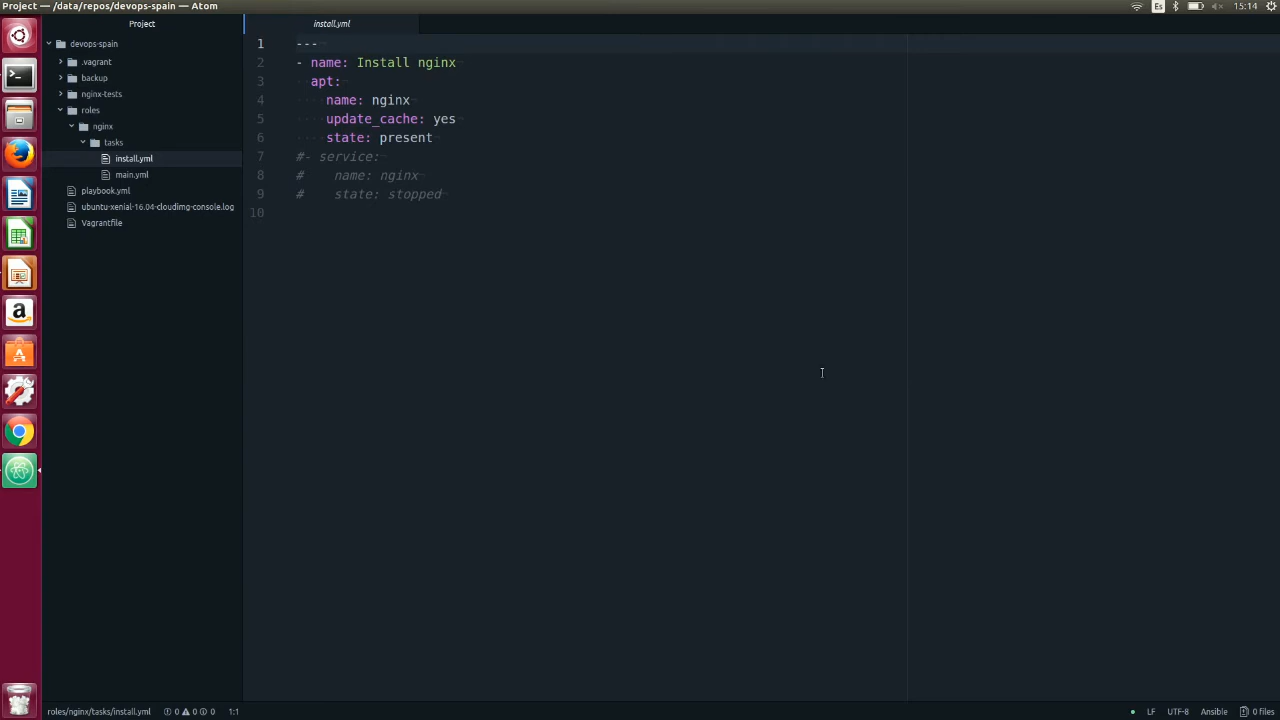 Project — /data/repos/devops-spain — Atom
Es
15:14
Project
install.yml
devops-spain
.vagrant
backup
nginx-tests
roles
nginx
tasks
install.yml
main.yml
playbook.yml
ubuntu-xenial-16.04-cloudimg-console.log
Vagrantfile
1 ---
2 - name: Install nginx
3 apt:
4 name: nginx
5 update_cache: yes
6 state: present
7 #- service:
8 # name: nginx
9 # state: stopped
10
roles/nginx/tasks/install.yml 0 0 0 1:1
LF UTF-8 Ansible 0 files